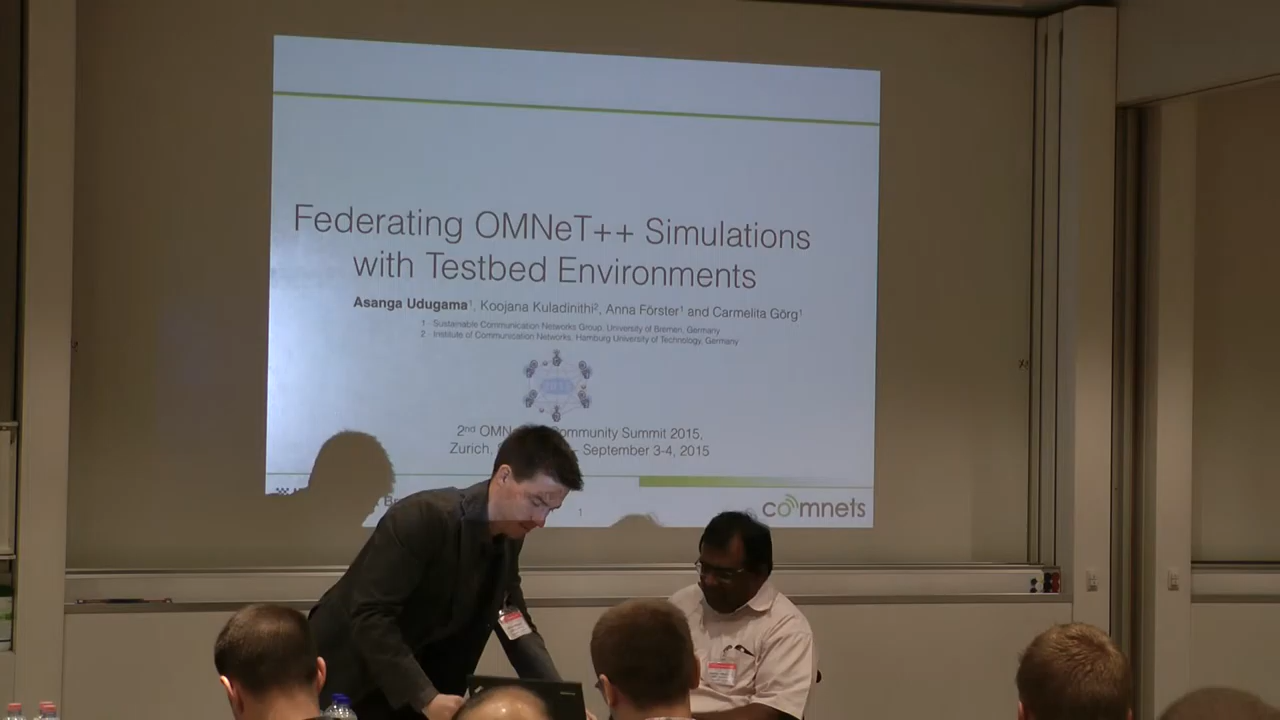 Federating OMNeT++ Simulations
with Testbed Environments
Asanga Udugama¹, Koojana Kuladinithi², Anna Förster¹ and Carmelita Görg¹
1 - Sustainable Communication Networks Group, University of Bremen, Germany
2 - Institute of Communication Networks, Hamburg University of Technology, Germany
2nd OMN ommunity Summit 2015,
Zurich, S – September 3-4, 2015
1
comnets